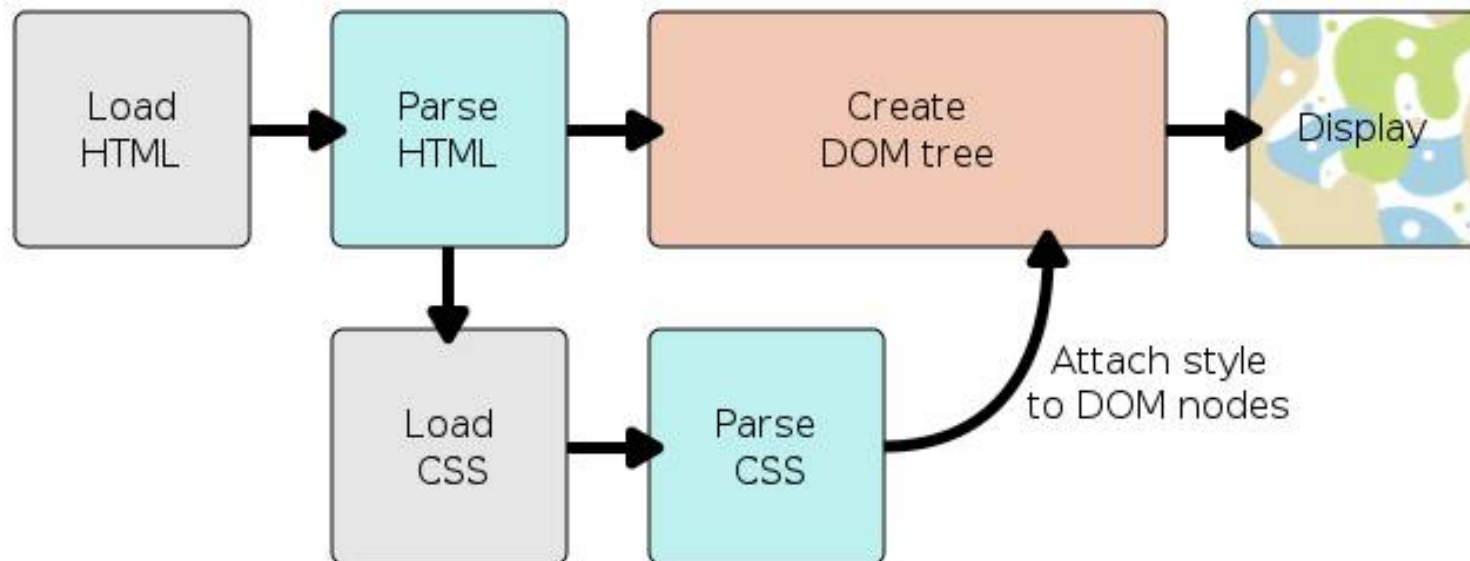 Load
HTML
Parse
HTML
Create
DOM tree
Display
Load
CSS
Parse
CSS
Attach style
to DOM nodes